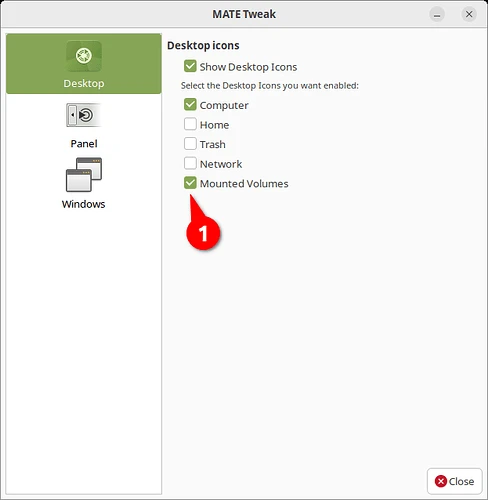 MATE Tweak
Desktop
Panel
Windows
Desktop icons
Show Desktop Icons
Select the Desktop Icons you want enabled:
Computer
Home
Trash
Network
Mounted Volumes
1
Close